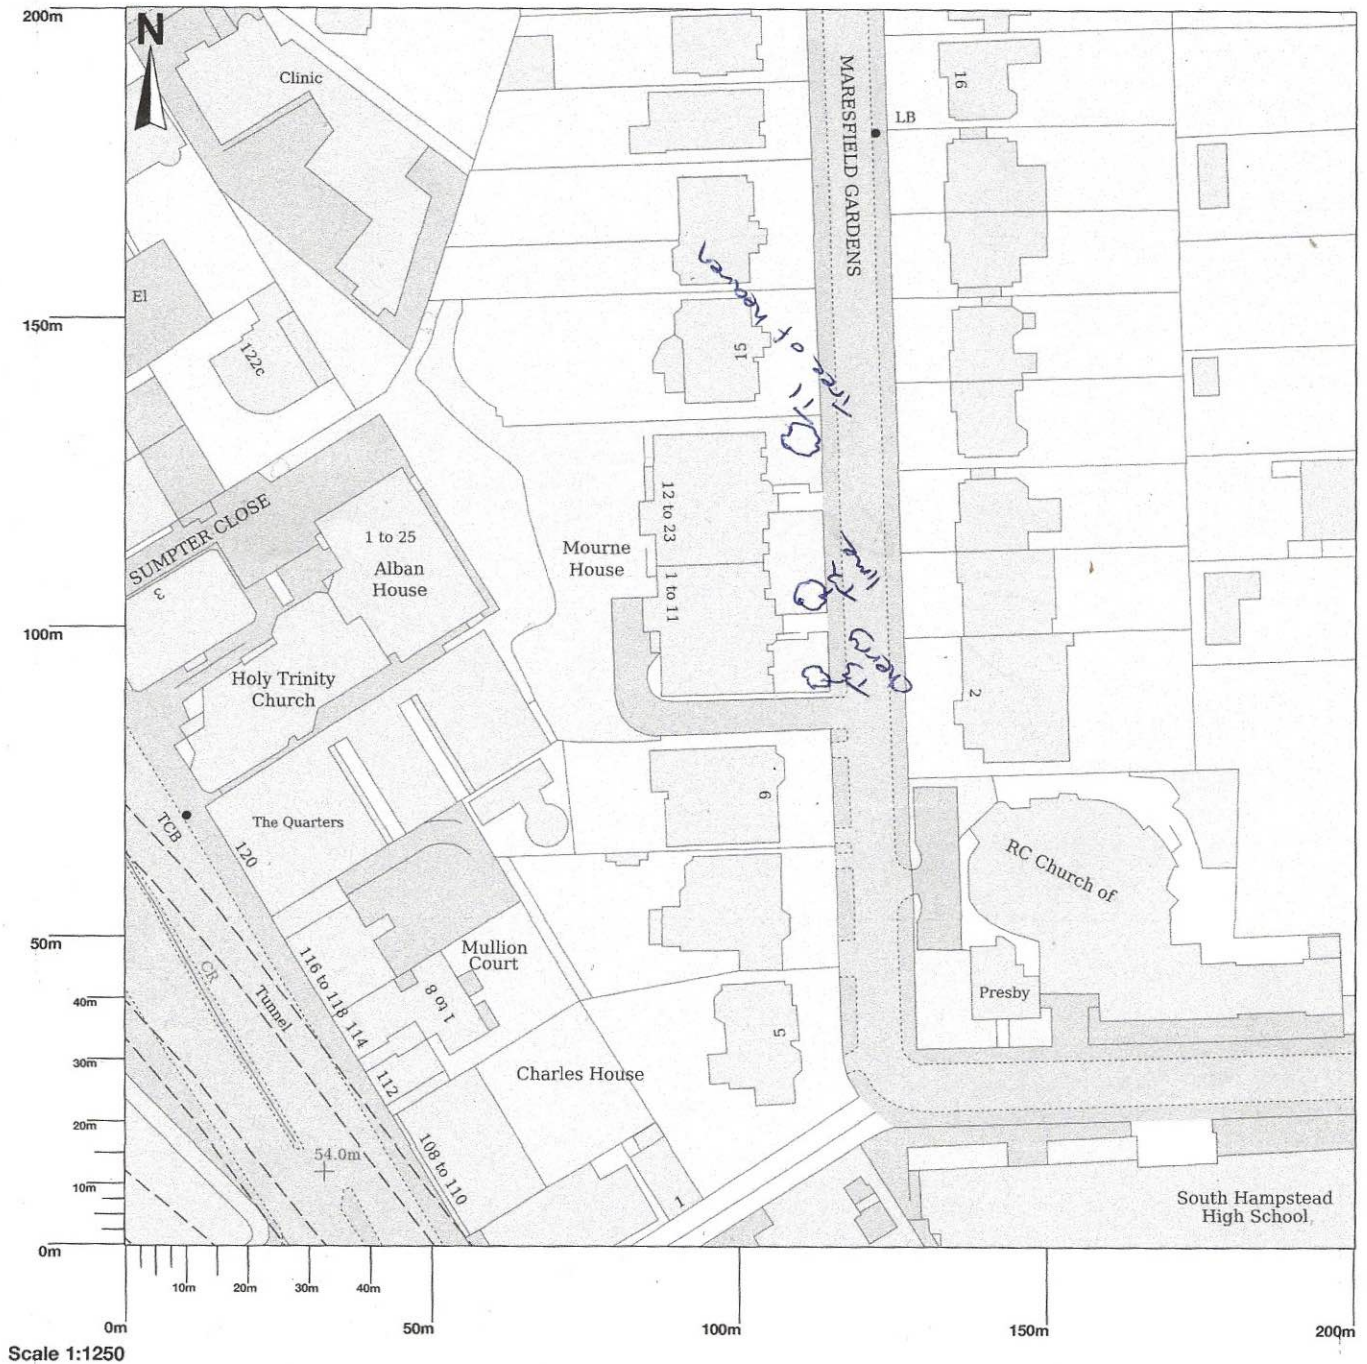 200m
N
Clinic
MARESFIELD GARDENS
16
LB
150m
El
122c
15
tree of heaven
T1
SUMPTER CLOSE
1 to 25
Alban
House
12 to 23
Mourne
House
1 to 11
T2
lime
3
100m
Holy Trinity
Church
T3
cherry
2
TCB
The Quarters
120
9
RC Church of
50m
Mullion
Court
CR
Tunnel
116 to 118
114
1 to 8
Presby
40m
30m
5
112
Charles House
20m
54.0m
108 to 110
10m
1
South Hampstead
High School
0m
10m
20m
30m
40m
0m
50m
100m
150m
200m
Scale 1:1250